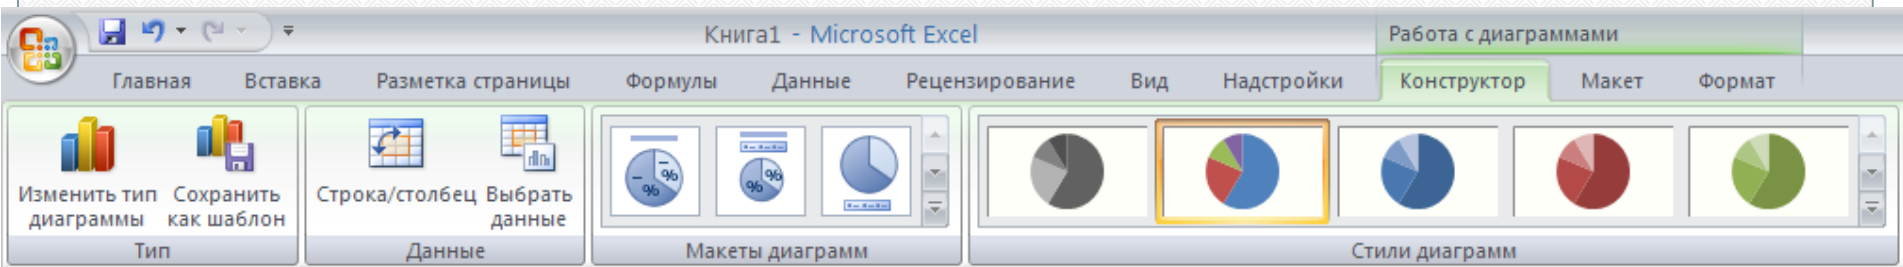 Книга1 - Microsoft Excel
Работа с диаграммами
Главная Вставка Разметка страницы Формулы Данные Рецензирование Вид Надстройки Конструктор Макет Формат
Изменить тип
диаграммы
Сохранить
как шаблон
Строка/столбец
Выбрать
данные
%
%
%
%
Тип
Данные
Макеты диаграмм
Стили диаграмм